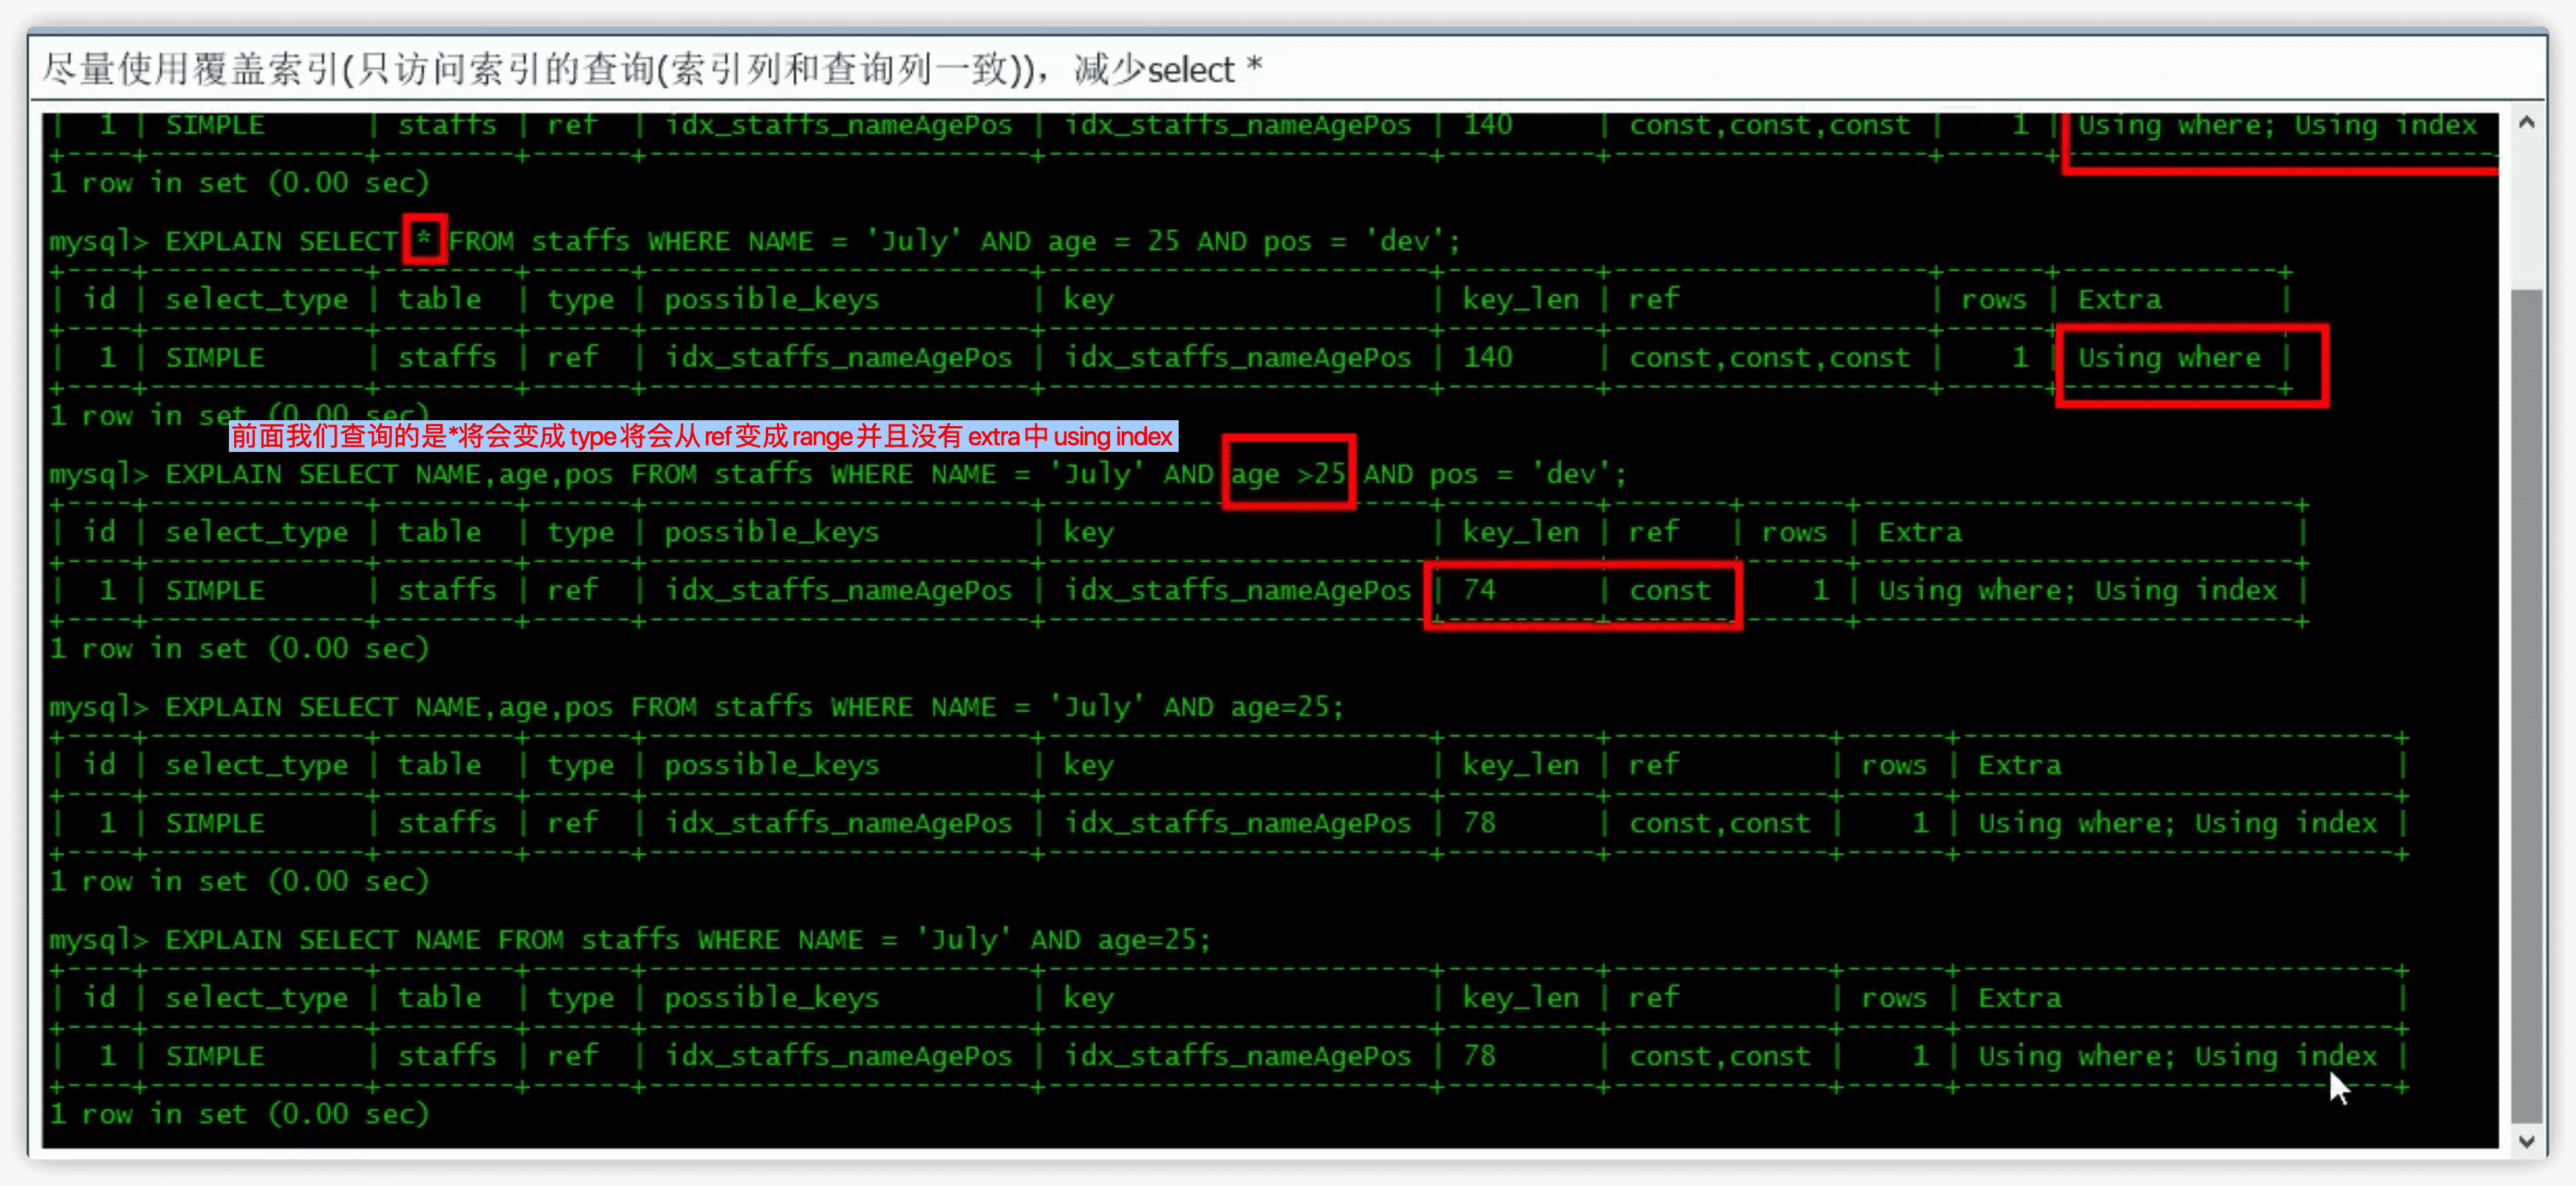 尽量使用覆盖索引(只访问索引的查询(索引列和查询列一致))，减少select *
|  1 | SIMPLE      | staffs | ref  | idx_staffs_nameAgePos | idx_staffs_nameAgePos | 140     | const,const,const |    1 | Using where; Using index
+----+-------------+--------+------+-----------------------+-----------------------+---------+-------------------+------+--------------------------
1 row in set (0.00 sec)
mysql> EXPLAIN SELECT * FROM staffs WHERE NAME = 'July' AND age = 25 AND pos = 'dev';
+----+-------------+--------+------+-----------------------+-----------------------+---------+-------------------+------+-------------+
| id | select_type | table  | type | possible_keys         | key                   | key_len | ref               | rows | Extra       |
+----+-------------+--------+------+-----------------------+-----------------------+---------+-------------------+------+-------------+
|  1 | SIMPLE      | staffs | ref  | idx_staffs_nameAgePos | idx_staffs_nameAgePos | 140     | const,const,const |    1 | Using where |
+----+-------------+--------+------+-----------------------+-----------------------+---------+-------------------+------+-------------+
1 row in set (0.00 sec)
前面我们查询的是*将会变成type将会从ref变成range并且没有extra中using index
mysql> EXPLAIN SELECT NAME,age,pos FROM staffs WHERE NAME = 'July' AND age >25 AND pos = 'dev';
+----+-------------+--------+------+-----------------------+-----------------------+---------+-------+------+--------------------------+
| id | select_type | table  | type | possible_keys         | key                   | key_len | ref   | rows | Extra                    |
+----+-------------+--------+------+-----------------------+-----------------------+---------+-------+------+--------------------------+
|  1 | SIMPLE      | staffs | ref  | idx_staffs_nameAgePos | idx_staffs_nameAgePos | 74      | const |    1 | Using where; Using index |
+----+-------------+--------+------+-----------------------+-----------------------+---------+-------+------+--------------------------+
1 row in set (0.00 sec)
mysql> EXPLAIN SELECT NAME,age,pos FROM staffs WHERE NAME = 'July' AND age=25;
+----+-------------+--------+------+-----------------------+-----------------------+---------+-------------+------+--------------------------+
| id | select_type | table  | type | possible_keys         | key                   | key_len | ref         | rows | Extra                    |
+----+-------------+--------+------+-----------------------+-----------------------+---------+-------------+------+--------------------------+
|  1 | SIMPLE      | staffs | ref  | idx_staffs_nameAgePos | idx_staffs_nameAgePos | 78      | const,const |    1 | Using where; Using index |
+----+-------------+--------+------+-----------------------+-----------------------+---------+-------------+------+--------------------------+
1 row in set (0.00 sec)
mysql> EXPLAIN SELECT NAME FROM staffs WHERE NAME = 'July' AND age=25;
+----+-------------+--------+------+-----------------------+-----------------------+---------+-------------+------+--------------------------+
| id | select_type | table  | type | possible_keys         | key                   | key_len | ref         | rows | Extra                    |
+----+-------------+--------+------+-----------------------+-----------------------+---------+-------------+------+--------------------------+
|  1 | SIMPLE      | staffs | ref  | idx_staffs_nameAgePos | idx_staffs_nameAgePos | 78      | const,const |    1 | Using where; Using index |
+----+-------------+--------+------+-----------------------+-----------------------+---------+-------------+------+--------------------------+
1 row in set (0.00 sec)